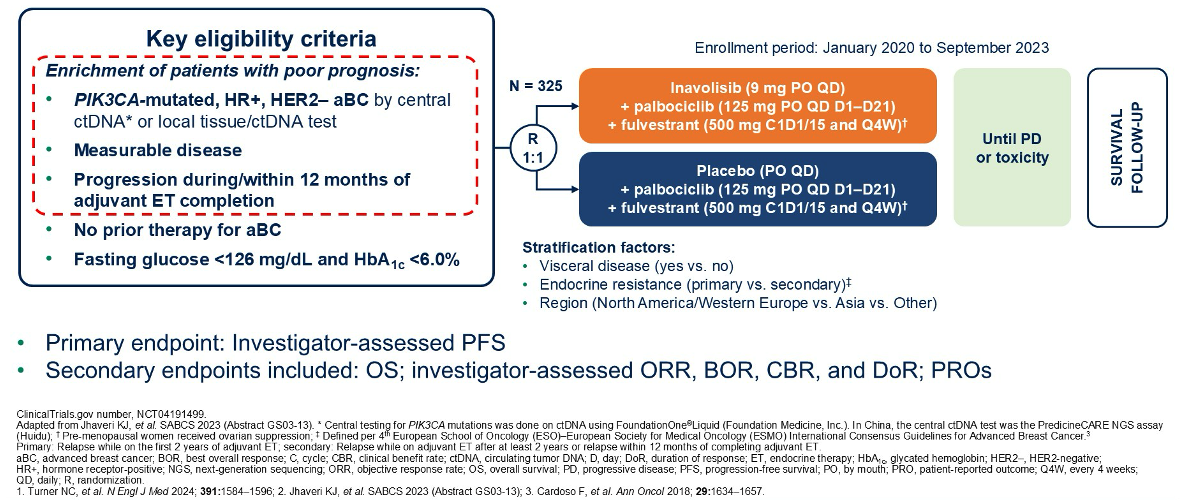 Key eligibility criteria
Enrichment of patients with poor prognosis:
• PIK3CA-mutated, HR+, HER2– aBC by central
ctDNA* or local tissue/ctDNA test
• Measurable disease
• Progression during/within 12 months of
adjuvant ET completion
• No prior therapy for aBC
• Fasting glucose <126 mg/dL and HbA1c <6.0%
N = 325
R
1:1
Enrollment period: January 2020 to September 2023
Inavolisib (9 mg PO QD)
+ palbociclib (125 mg PO QD D1–D21)
+ fulvestrant (500 mg C1D1/15 and Q4W)†
Placebo (PO QD)
+ palbociclib (125 mg PO QD D1–D21)
+ fulvestrant (500 mg C1D1/15 and Q4W)†
Until PD
or toxicity
SURVIVAL
FOLLOW-UP
Stratification factors:
• Visceral disease (yes vs. no)
• Endocrine resistance (primary vs. secondary)‡
• Region (North America/Western Europe vs. Asia vs. Other)
• Primary endpoint: Investigator-assessed PFS
• Secondary endpoints included: OS; investigator-assessed ORR, BOR, CBR, and DoR; PROs
ClinicalTrials.gov number, NCT04191499.
Adapted from Jhaveri KJ, et al. SABCS 2023 (Abstract GS03-13). * Central testing for PIK3CA mutations was done on ctDNA using FoundationOne®Liquid (Foundation Medicine, Inc.). In China, the central ctDNA test was the PredicineCARE NGS assay
(Huidu); † Pre-menopausal women received ovarian suppression; ‡ Defined per 4th European School of Oncology (ESO)–European Society for Medical Oncology (ESMO) International Consensus Guidelines for Advanced Breast Cancer.3
Primary: Relapse while on the first 2 years of adjuvant ET; secondary: Relapse while on adjuvant ET after at least 2 years or relapse within 12 months of completing adjuvant ET.
aBC, advanced breast cancer; BOR, best overall response; C, cycle; CBR, clinical benefit rate; ctDNA, circulating tumor DNA; D, day; DoR, duration of response; ET, endocrine therapy; HbA1c, glycated hemoglobin; HER2–, HER2-negative;
HR+, hormone receptor-positive; NGS, next-generation sequencing; ORR, objective response rate; OS, overall survival; PD, progressive disease; PFS, progression-free survival; PO, by mouth; PRO, patient-reported outcome; Q4W, every 4 weeks;
QD, daily; R, randomization.
1. Turner NC, et al. N Engl J Med 2024; 391:1584–1596; 2. Jhaveri KJ, et al. SABCS 2023 (Abstract GS03-13); 3. Cardoso F, et al. Ann Oncol 2018; 29:1634–1657.